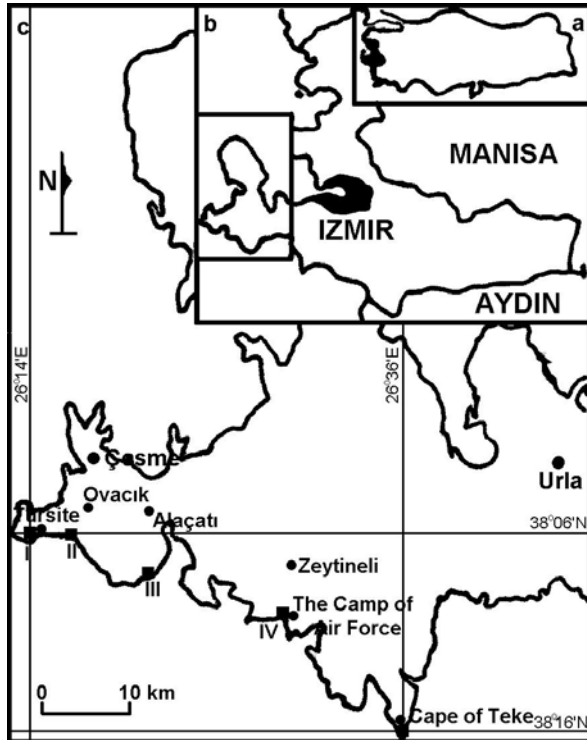 c
b
a
N
MANISA
IZMIR
AYDIN
26°14'E
26°36'E
Çeşme
Urla
Ovacık
Tursite
Alaçatı
38°06'N
I
II
III
Zeytineli
The Camp of
Air Force
IV
0 10 km
Cape of Teke
38°16'N